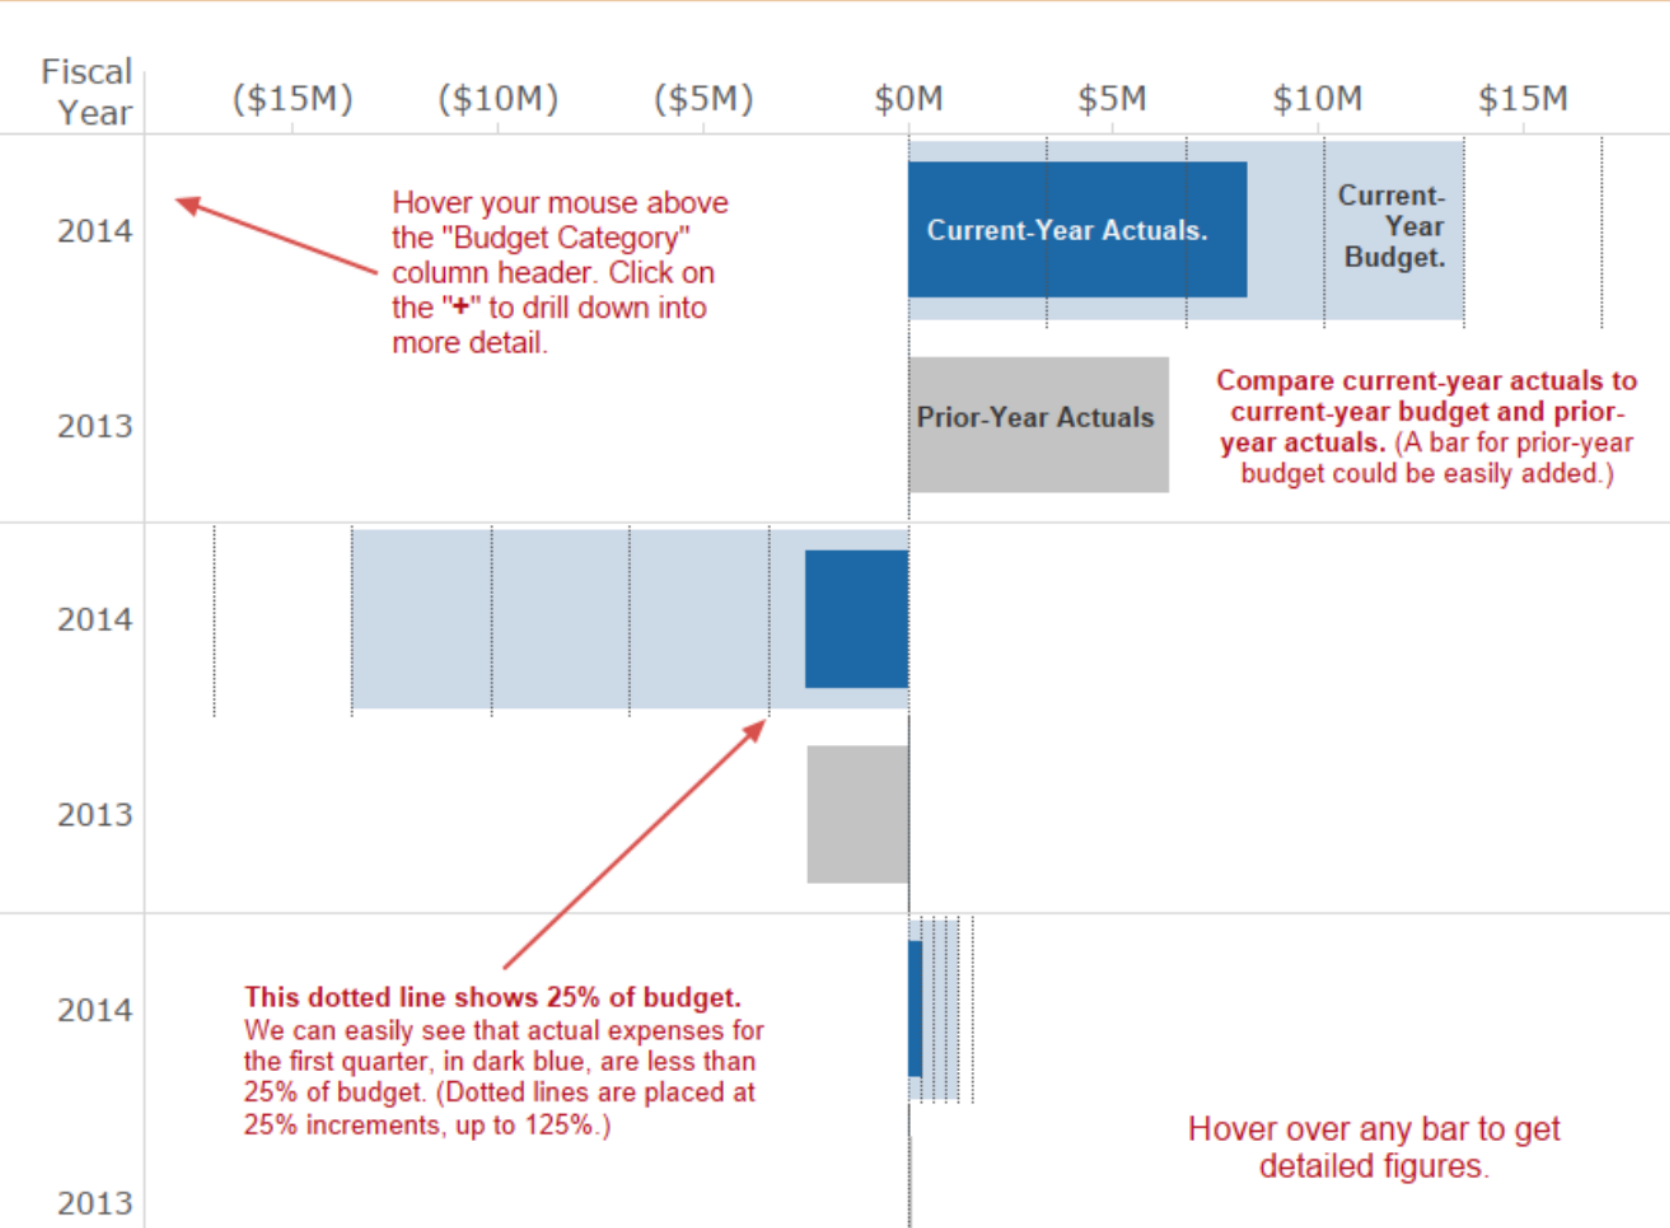 Fiscal
Year
($15M) ($10M) ($5M) $0M $5M $10M $15M
2014
Hover your mouse above
the "Budget Category"
column header. Click on
the "+" to drill down into
more detail.
Current-Year Actuals.
Current-
Year
Budget.
2013
Prior-Year Actuals
Compare current-year actuals to
current-year budget and prior-
year actuals. (A bar for prior-year
budget could be easily added.)
2014
2013
This dotted line shows 25% of budget.
We can easily see that actual expenses for
the first quarter, in dark blue, are less than
25% of budget. (Dotted lines are placed at
25% increments, up to 125%.)
2014
Hover over any bar to get
detailed figures.
2013